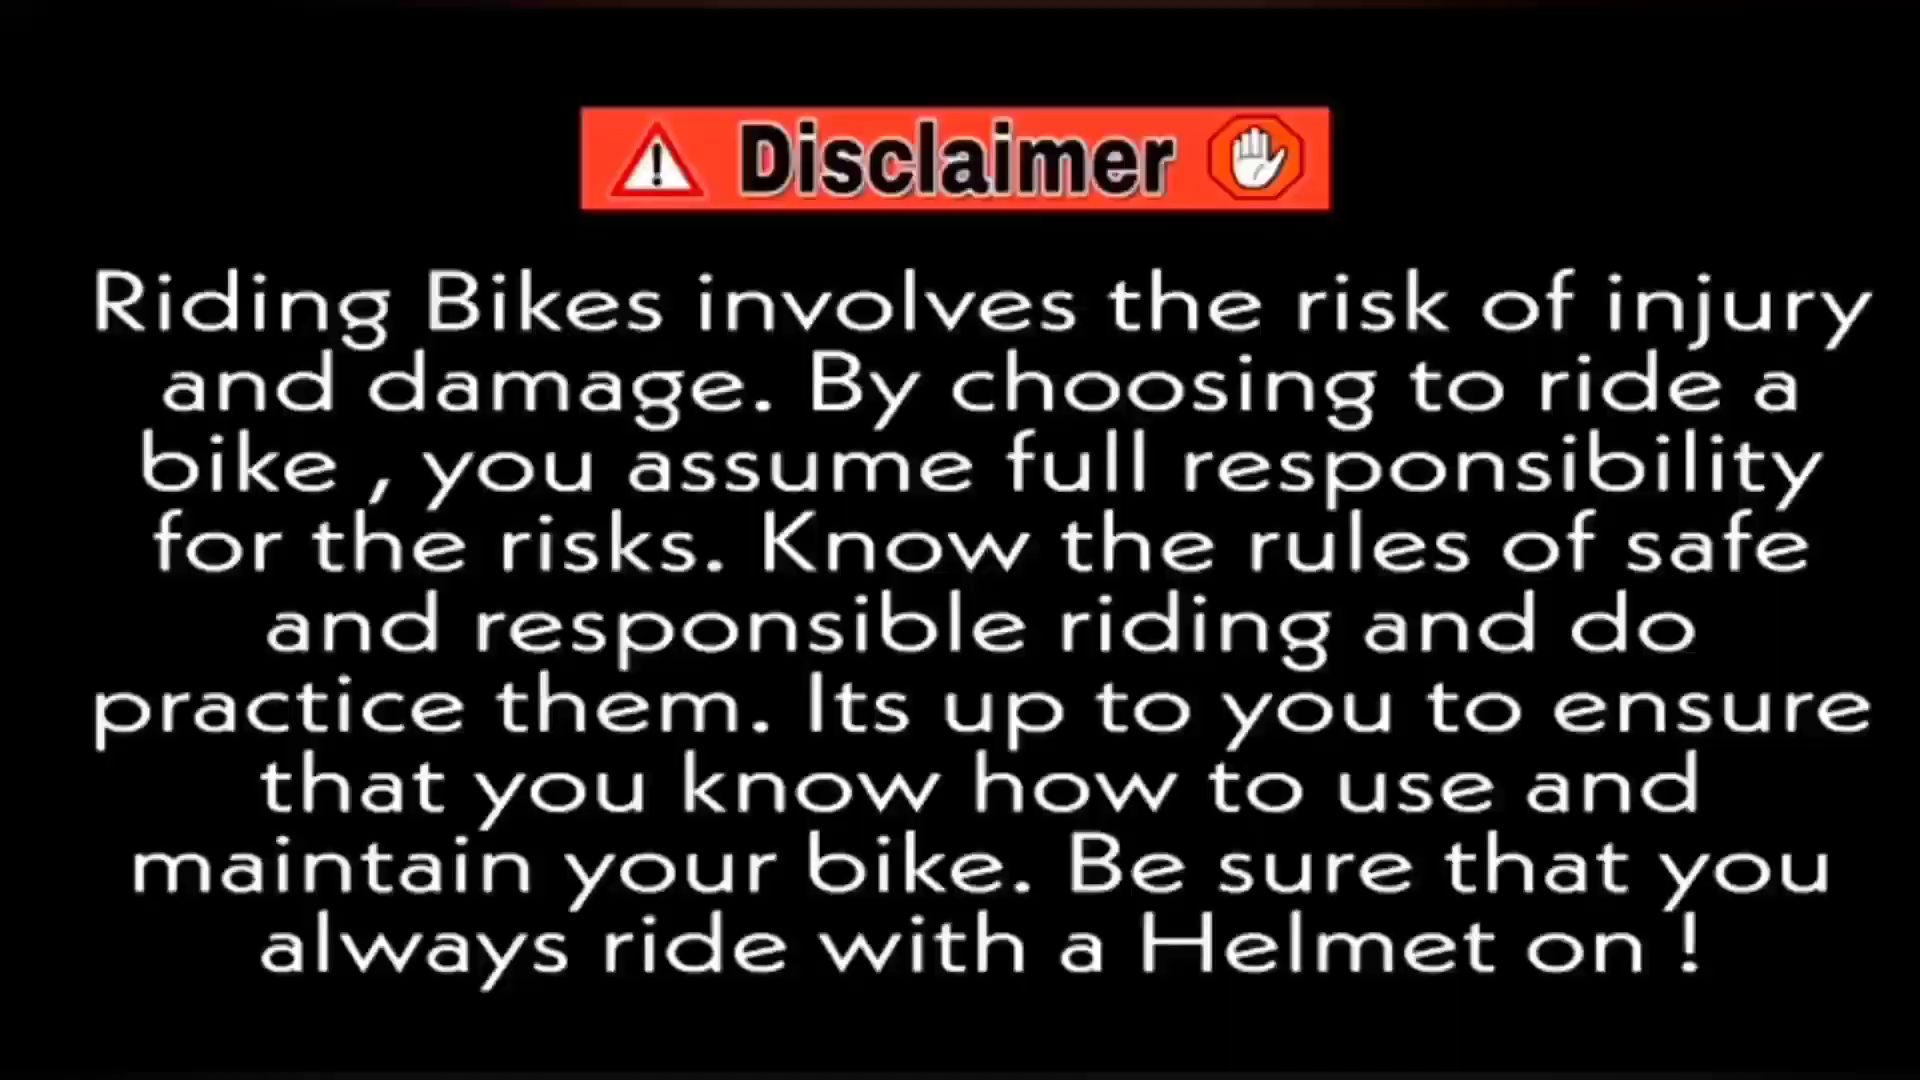 Disclaimer
Riding Bikes involves the risk of injury
and damage. By choosing to ride a
bike , you assume full responsibility
for the risks. Know the rules of safe
and responsible riding and do
practice them. Its up to you to ensure
that you know how to use and
maintain your bike. Be sure that you
always ride with a Helmet on !